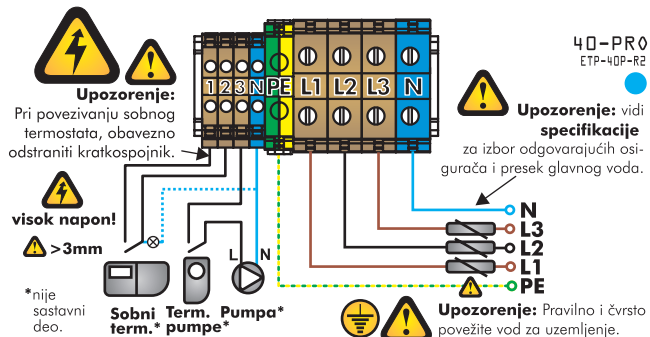 Upozorenje:
Pri povezivanju sobnog
termostata, obavezno
odstraniti kratkospojnik.
visok napon!
>3mm
*nije
sastavni
deo.
1 2 3 N PE L1 L2 L3 N
40-PRO
ETP-40P-R2
Upozorenje: vidi
specifikacije
za izbor odgovarajućih osi-
gurača i presek glavnog voda.
N
L3
L2
L1
PE
L N
Sobni
term.*
Term.
pumpe*
Pumpa*
Upozorenje: Pravilno i čvrsto
povežite vod za uzemljenje.